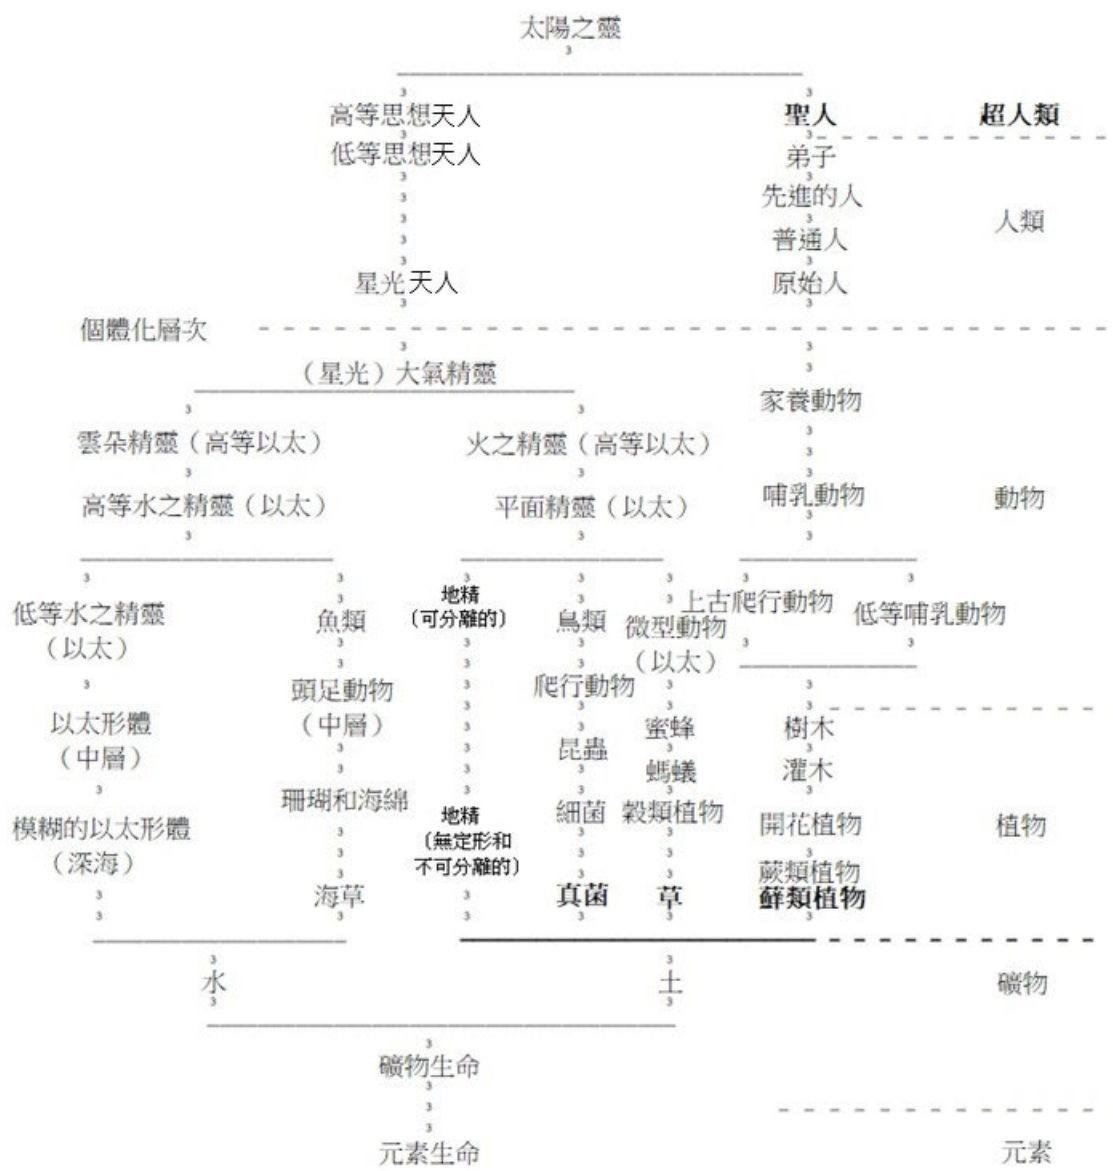 太陽之靈
高等思想天人 聖人 超人類
低等思想天人 弟子
先進的人
人類
普通人
星光天人 原始人
個體化層次
（星光）大氣精靈
家養動物
雲朵精靈（高等以太） 火之精靈（高等以太）
高等水之精靈（以太） 平面精靈（以太） 哺乳動物 動物
低等水之精靈
（以太）
魚類
地精
〔可分離的〕
鳥類
微型動物
（以太）
上古爬行動物
低等哺乳動物
以太形體
（中層）
頭足動物
（中層）
爬行動物
昆蟲
蜜蜂
螞蟻
樹木
灌木
模糊的以太形體
（深海）
珊瑚和海綿
地精
〔無定形和
不可分離的〕
細菌
穀類植物
開花植物
植物
蕨類植物
海草 真菌 草 蘚類植物
水 土 礦物
礦物生命
元素生命 元素